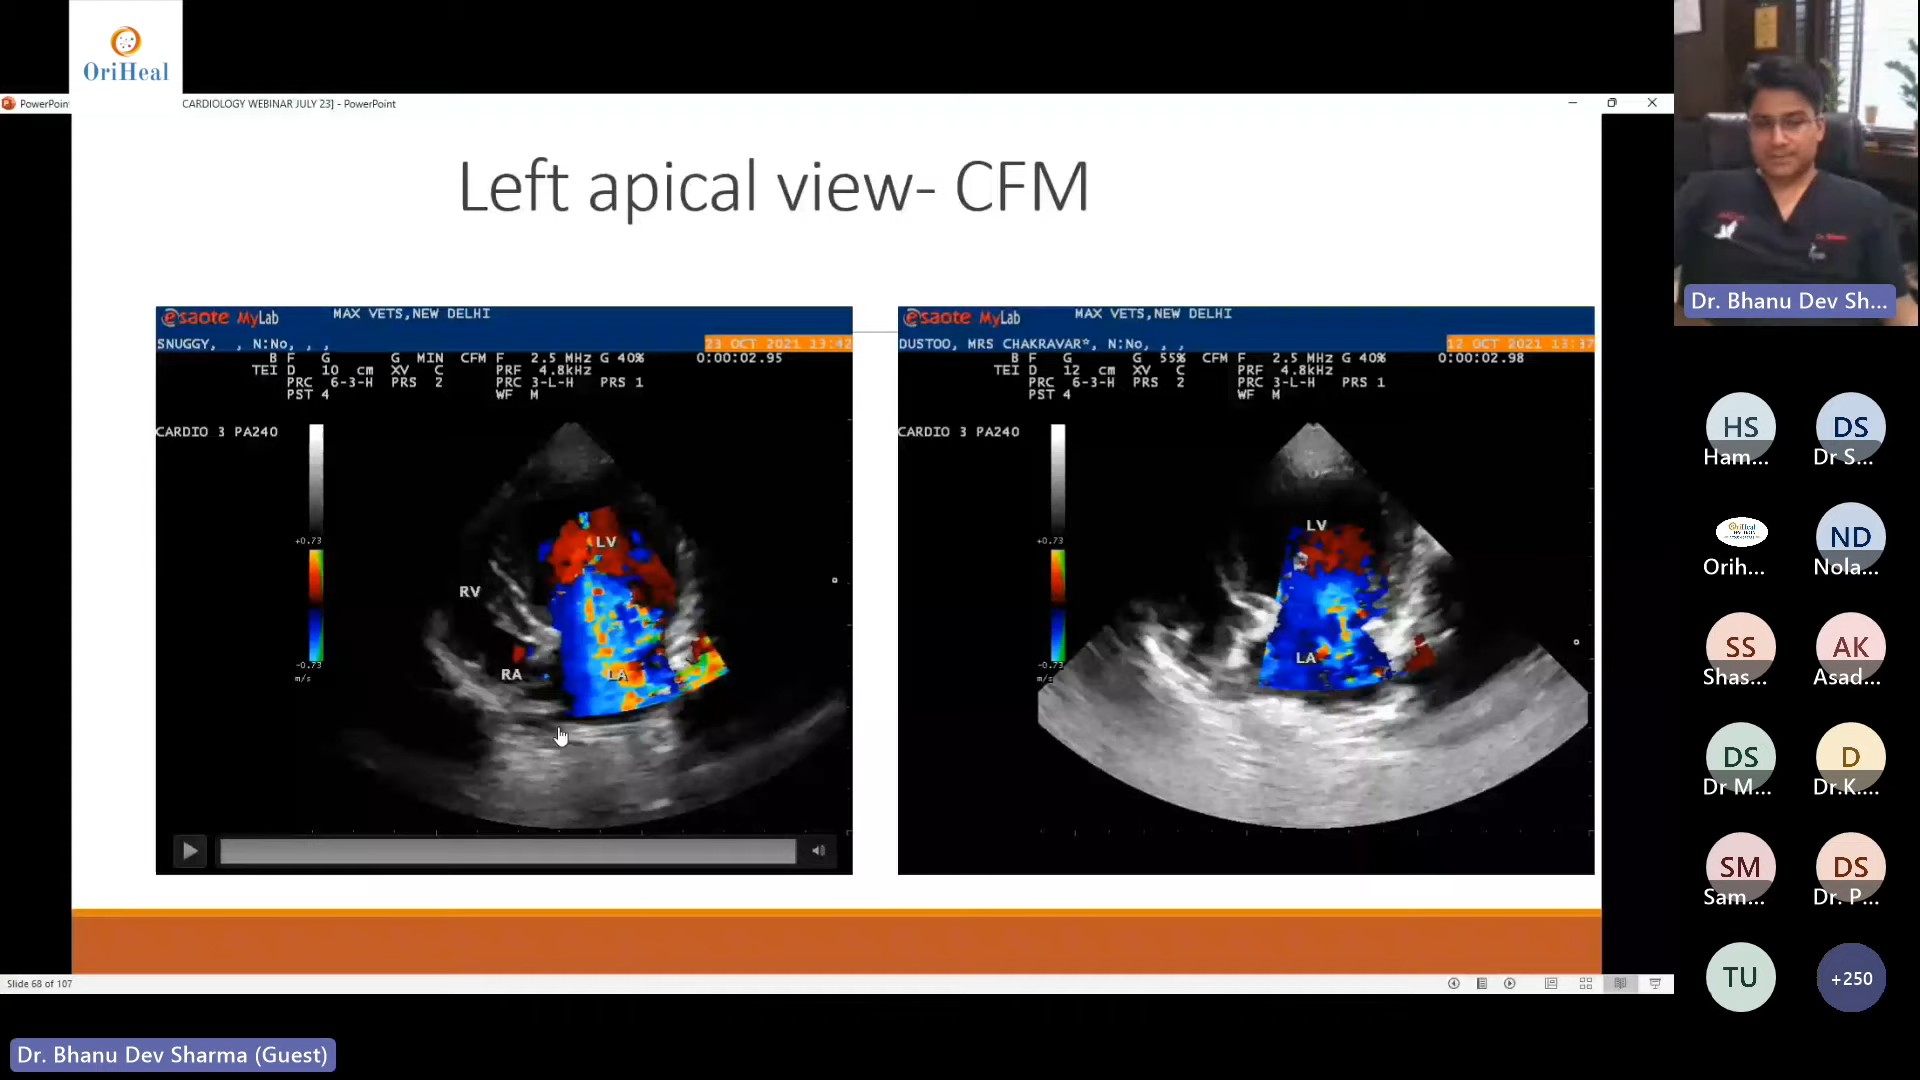 OriHeal
PowerPoin
CARDIOLOGY WEBINAR JULY 23] - PowerPoint
Left apical view- CFM
esaote MyLab MAX VETS,NEW DELHI
SNUGGY, , N:No, , , 23 OCT 2021 13:42
B F G G MIN CFM F 2.5 MHz G 40% 0:00:02.95
TEI D 10 cm XV C PRF 4.8kHz
PRC 6-3-H PRS 2 PRC 3-L-H PRS 1
PST 4 WF M
CARDIO 3 PA240
+0.73
-0.73
m/s
LV
RV
RA
LA
esaote MyLab MAX VETS,NEW DELHI
DUSTOO, MRS CHAKRAVAR*, N:No, , , 12 OCT 2021 13:37
B F G G 55% CFM F 2.5 MHz G 40% 0:00:02.98
TEI D 12 cm XV C PRF 4.8kHz
PRC 6-3-H PRS 2 PRC 3-L-H PRS 1
PST 4 WF M
CARDIO 3 PA240
+0.73
-0.73
m/s
LV
LA
Slide 68 of 107
Dr. Bhanu Dev Sharma (Guest)
Dr. Bhanu Dev Sh...
HS DS
Ham... Dr S...
OriHeal
ND
Orih... Nola...
SS AK
Shas... Asad...
DS D
Dr M... Dr.K....
SM DS
Sam... Dr. P...
TU +250